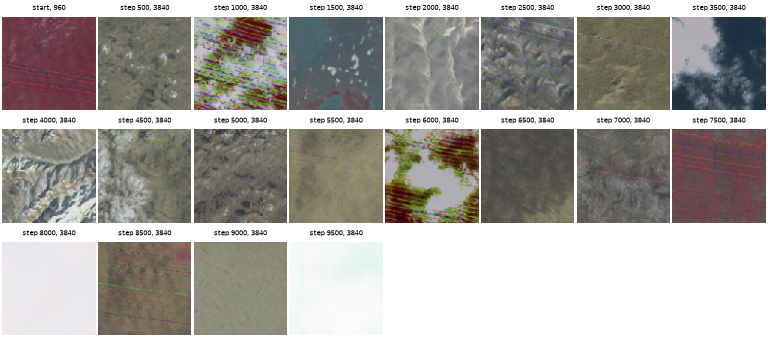 start, 960
step 500, 3840
step 1000, 3840
step 1500, 3840
step 2000, 3840
step 2500, 3840
step 3000, 3840
step 3500, 3840
step 4000, 3840
step 4500, 3840
step 5000, 3840
step 5500, 3840
step 6000, 3840
step 6500, 3840
step 7000, 3840
step 7500, 3840
step 8000, 3840
step 8500, 3840
step 9000, 3840
step 9500, 3840